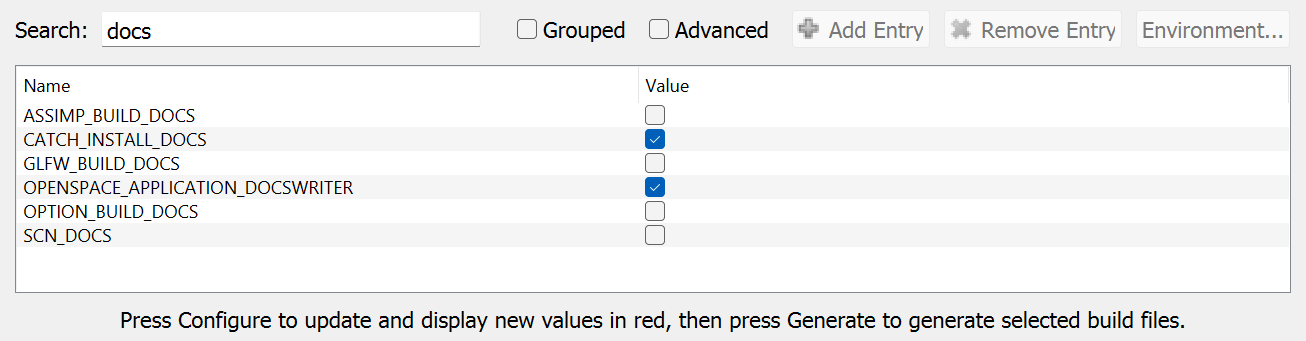 Search: docs Grouped Advanced Add Entry Remove Entry Environment...
Name Value
ASSIMP_BUILD_DOCS
CATCH_INSTALL_DOCS
GLFW_BUILD_DOCS
OPENSPACE_APPLICATION_DOCSWRITER
OPTION_BUILD_DOCS
SCN_DOCS
Press Configure to update and display new values in red, then press Generate to generate selected build files.